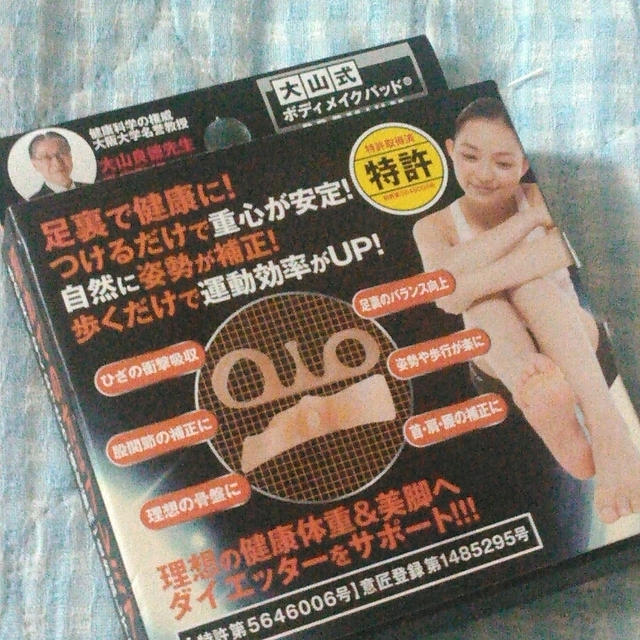 大山式
ボディメイクパッド®
健康科学の権威
大阪大学名誉教授
大山良徳先生
特許取得済
特許
足裏で健康に!
つけるだけで重心が安定!
自然に姿勢が補正!
歩くだけで運動効率がUP!
足裏のバランス向上
ひざの衝撃吸収
姿勢や歩行が楽に
股関節の補正に
首・肩・腰の補正に
理想の骨盤に
理想の健康体重&美脚へ
ダイエッターをサポート!!!
特許第5646006号】意匠登録第1485295号